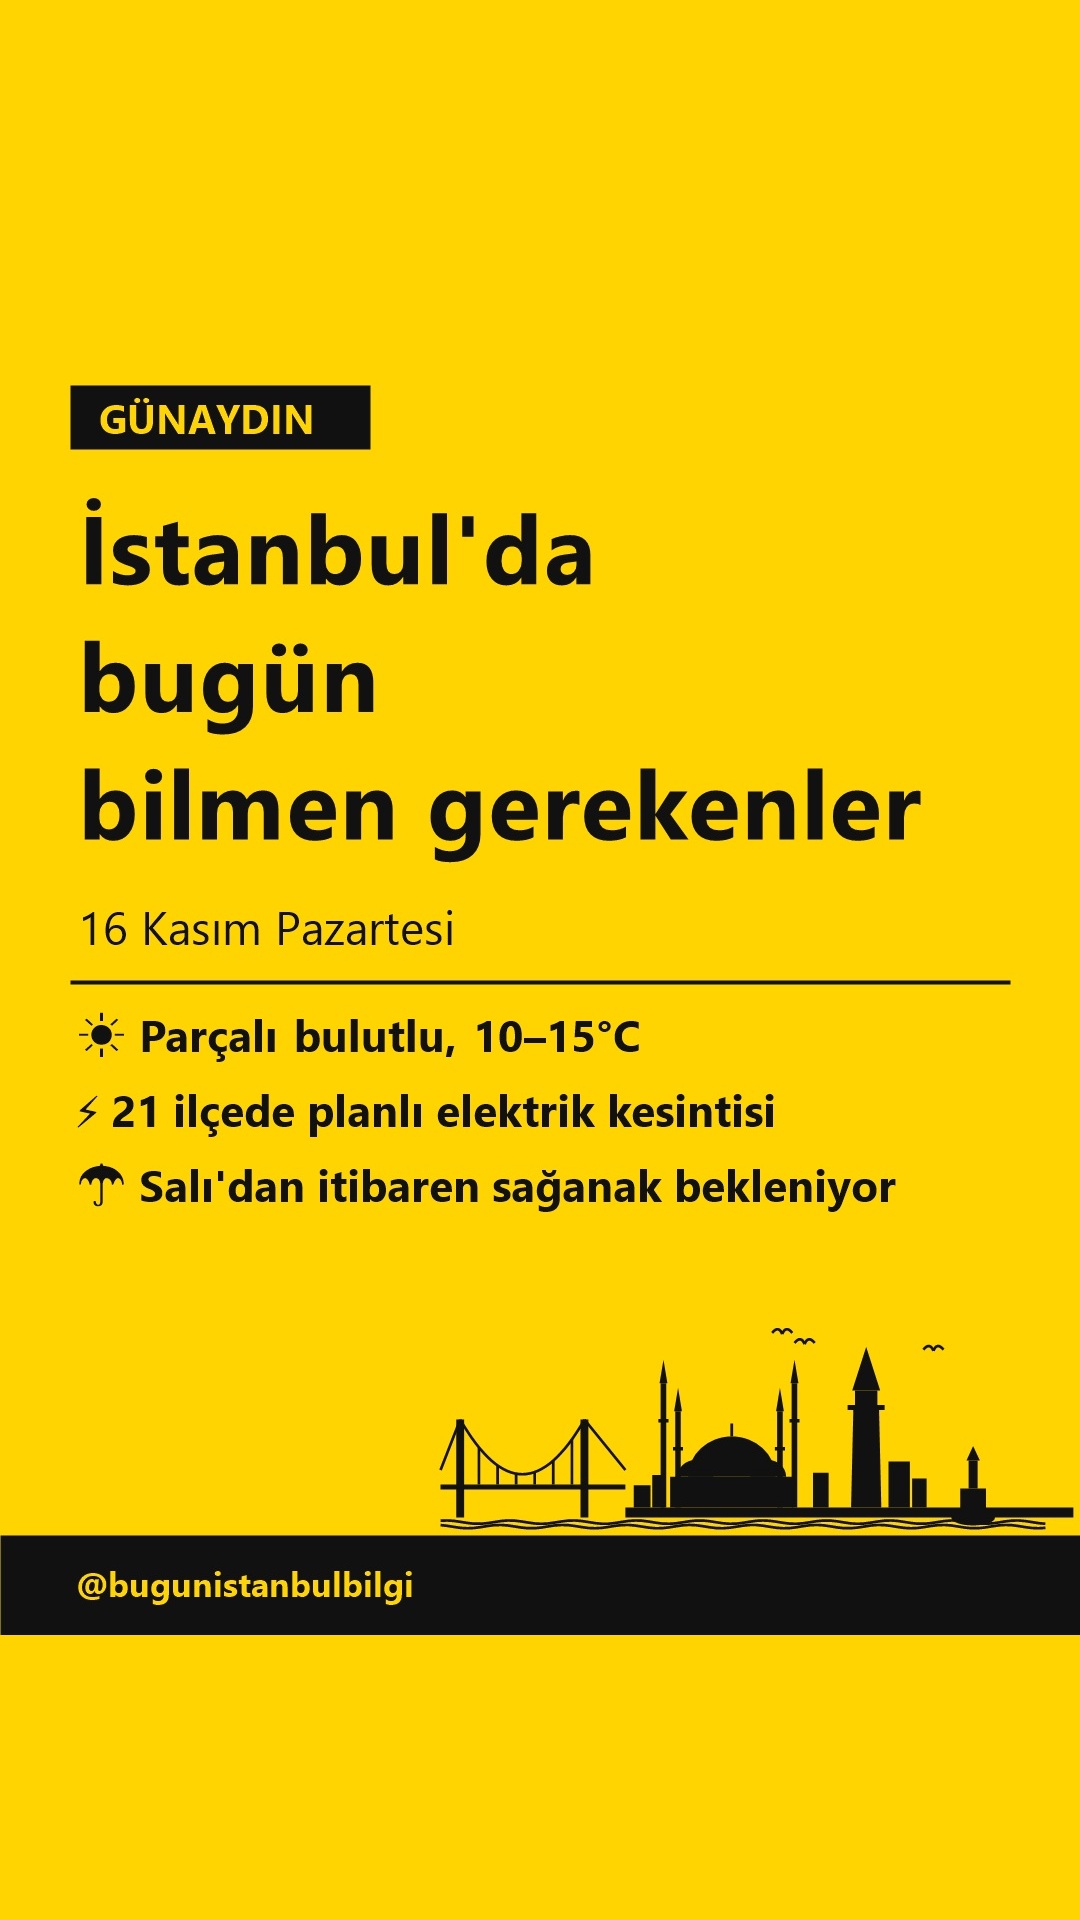 GÜNAYDIN
İstanbul'da
bugün
bilmen gerekenler
16 Kasım Pazartesi
☀ Parçalı bulutlu, 10–15°C
⚡ 21 ilçede planlı elektrik kesintisi
☂ Salı'dan itibaren sağanak bekleniyor
@bugunistanbulbilgi